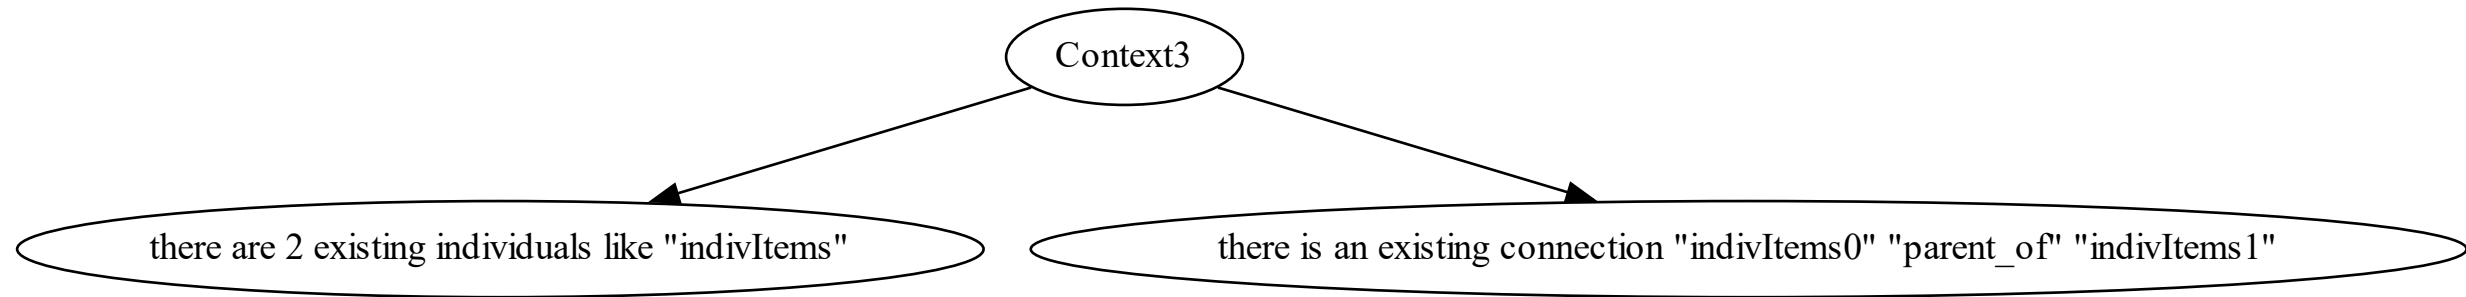 Context3
there are 2 existing individuals like "indivItems"
there is an existing connection "indivItems0" "parent_of" "indivItems1"